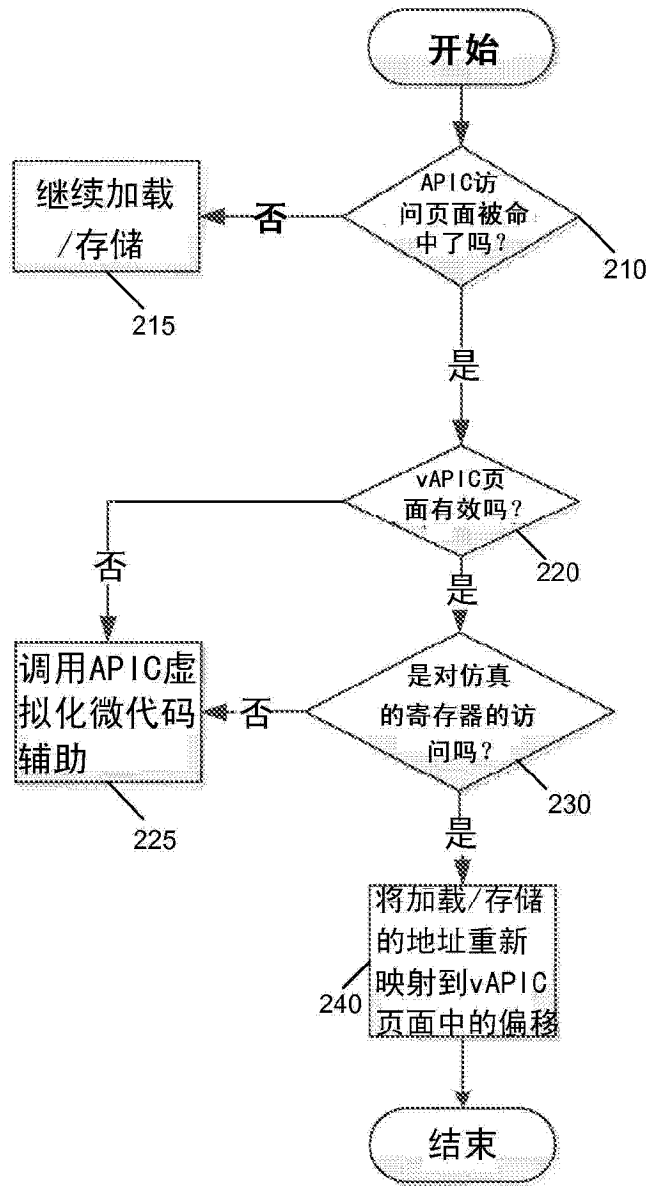 开始
APIC访
问页面被命
中了吗?
210
否
继续加载
/存储
215
是
vAPIC页
面有效吗?
220
否
是
调用APIC虚
拟化微代码
辅助
225
否
是对仿真
的寄存器的访
问吗?
230
是
将加载/存储
的地址重新
映射到vAPIC
页面中的偏移
240
结束